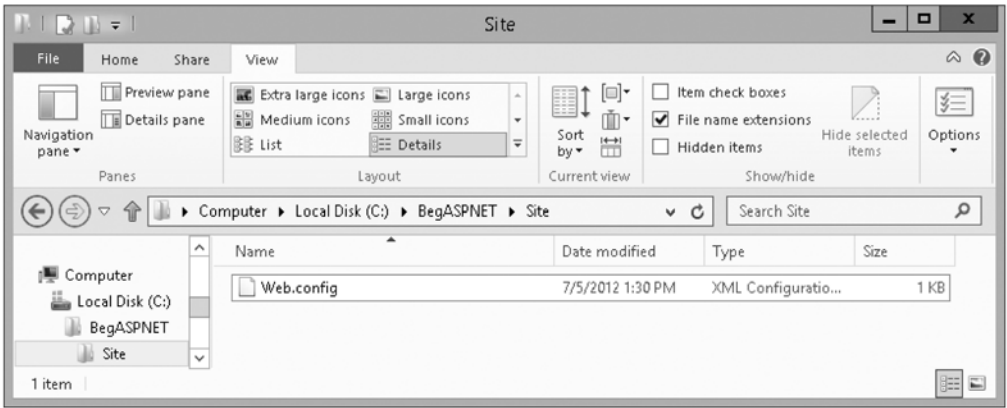 Site
File Home Share View
Preview pane
Details pane
Navigation pane
Panes
Extra large icons Large icons
Medium icons Small icons
List Details
Layout
Sort by
Current view
Item check boxes
File name extensions
Hidden items
Hide selected items
Show/hide
Options
Computer Local Disk (C:) BegASPNET Site
Search Site
Name Date modified Type Size
Computer
Local Disk (C:)
BegASPNET
Site
Web.config 7/5/2012 1:30 PM XML Configuratio... 1 KB
1 item